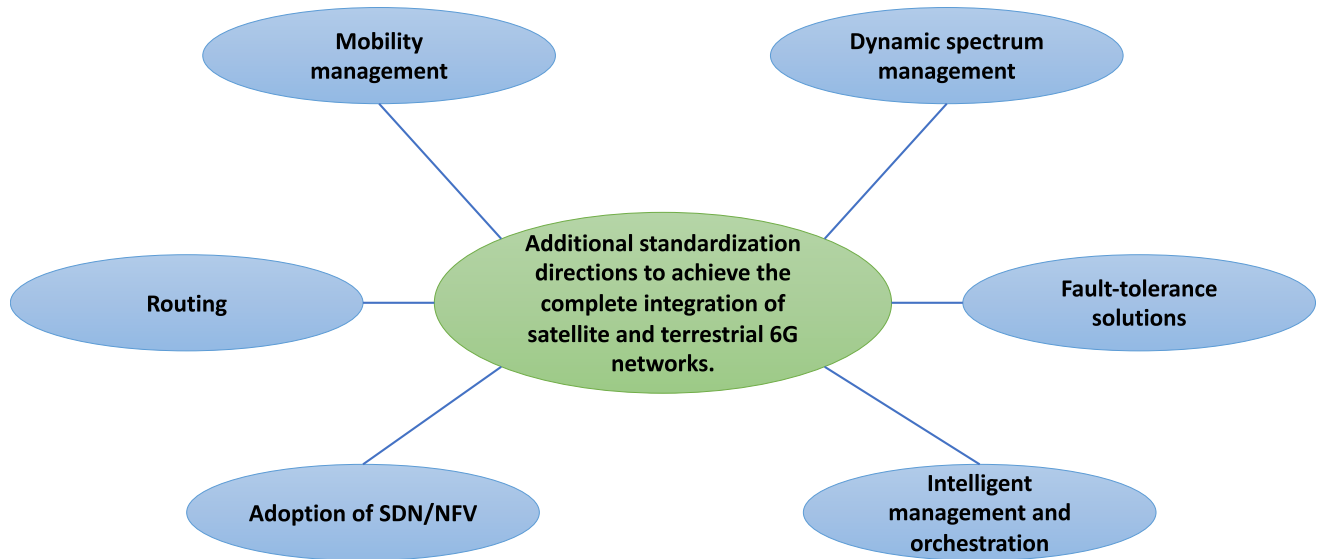 Mobility
management
Dynamic spectrum
management
Additional standardization
directions to achieve the
complete integration of
satellite and terrestrial 6G
networks.
Routing
Fault-tolerance
solutions
Adoption of SDN/NFV
Intelligent
management and
orchestration